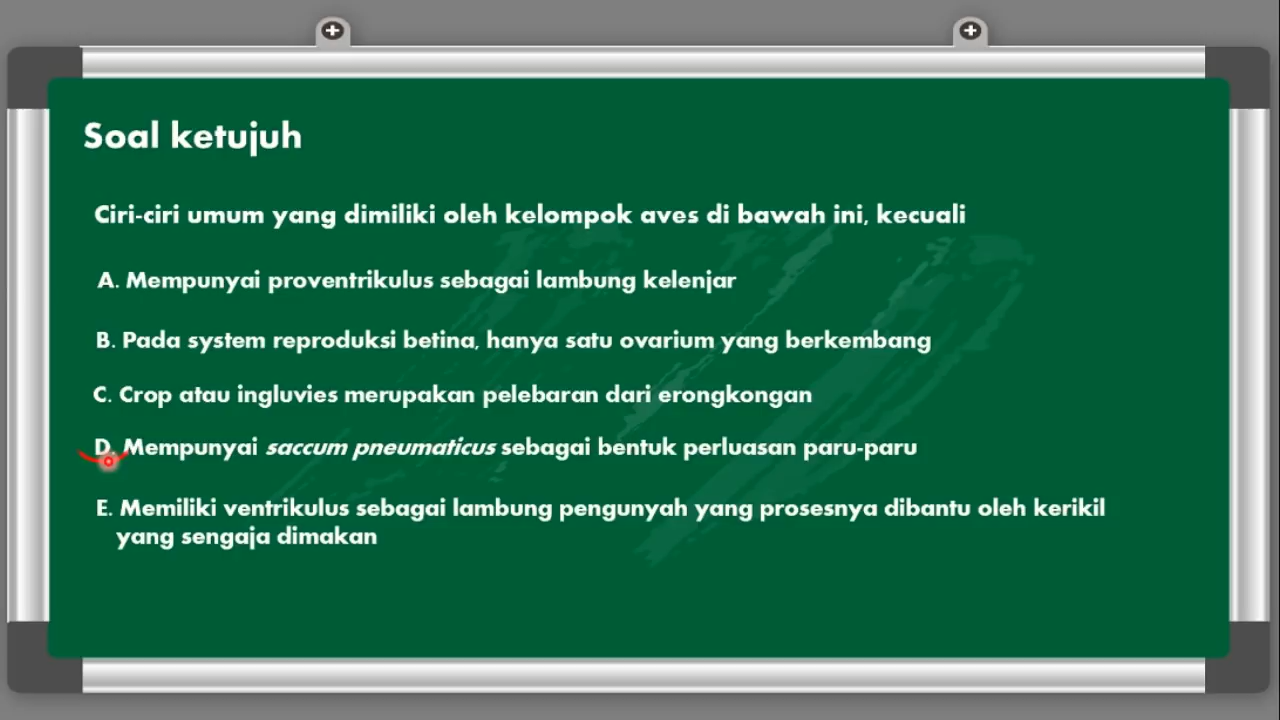 Soal ketujuh
Ciri-ciri umum yang dimiliki oleh kelompok aves di bawah ini, kecuali
A. Mempunyai proventrikulus sebagai lambung kelenjar
B. Pada system reproduksi betina, hanya satu ovarium yang berkembang
C. Crop atau ingluvies merupakan pelebaran dari erongkongan
D. Mempunyai saccum pneumaticus sebagai bentuk perluasan paru-paru
E. Memiliki ventrikulus sebagai lambung pengunyah yang prosesnya dibantu oleh kerikil
yang sengaja dimakan